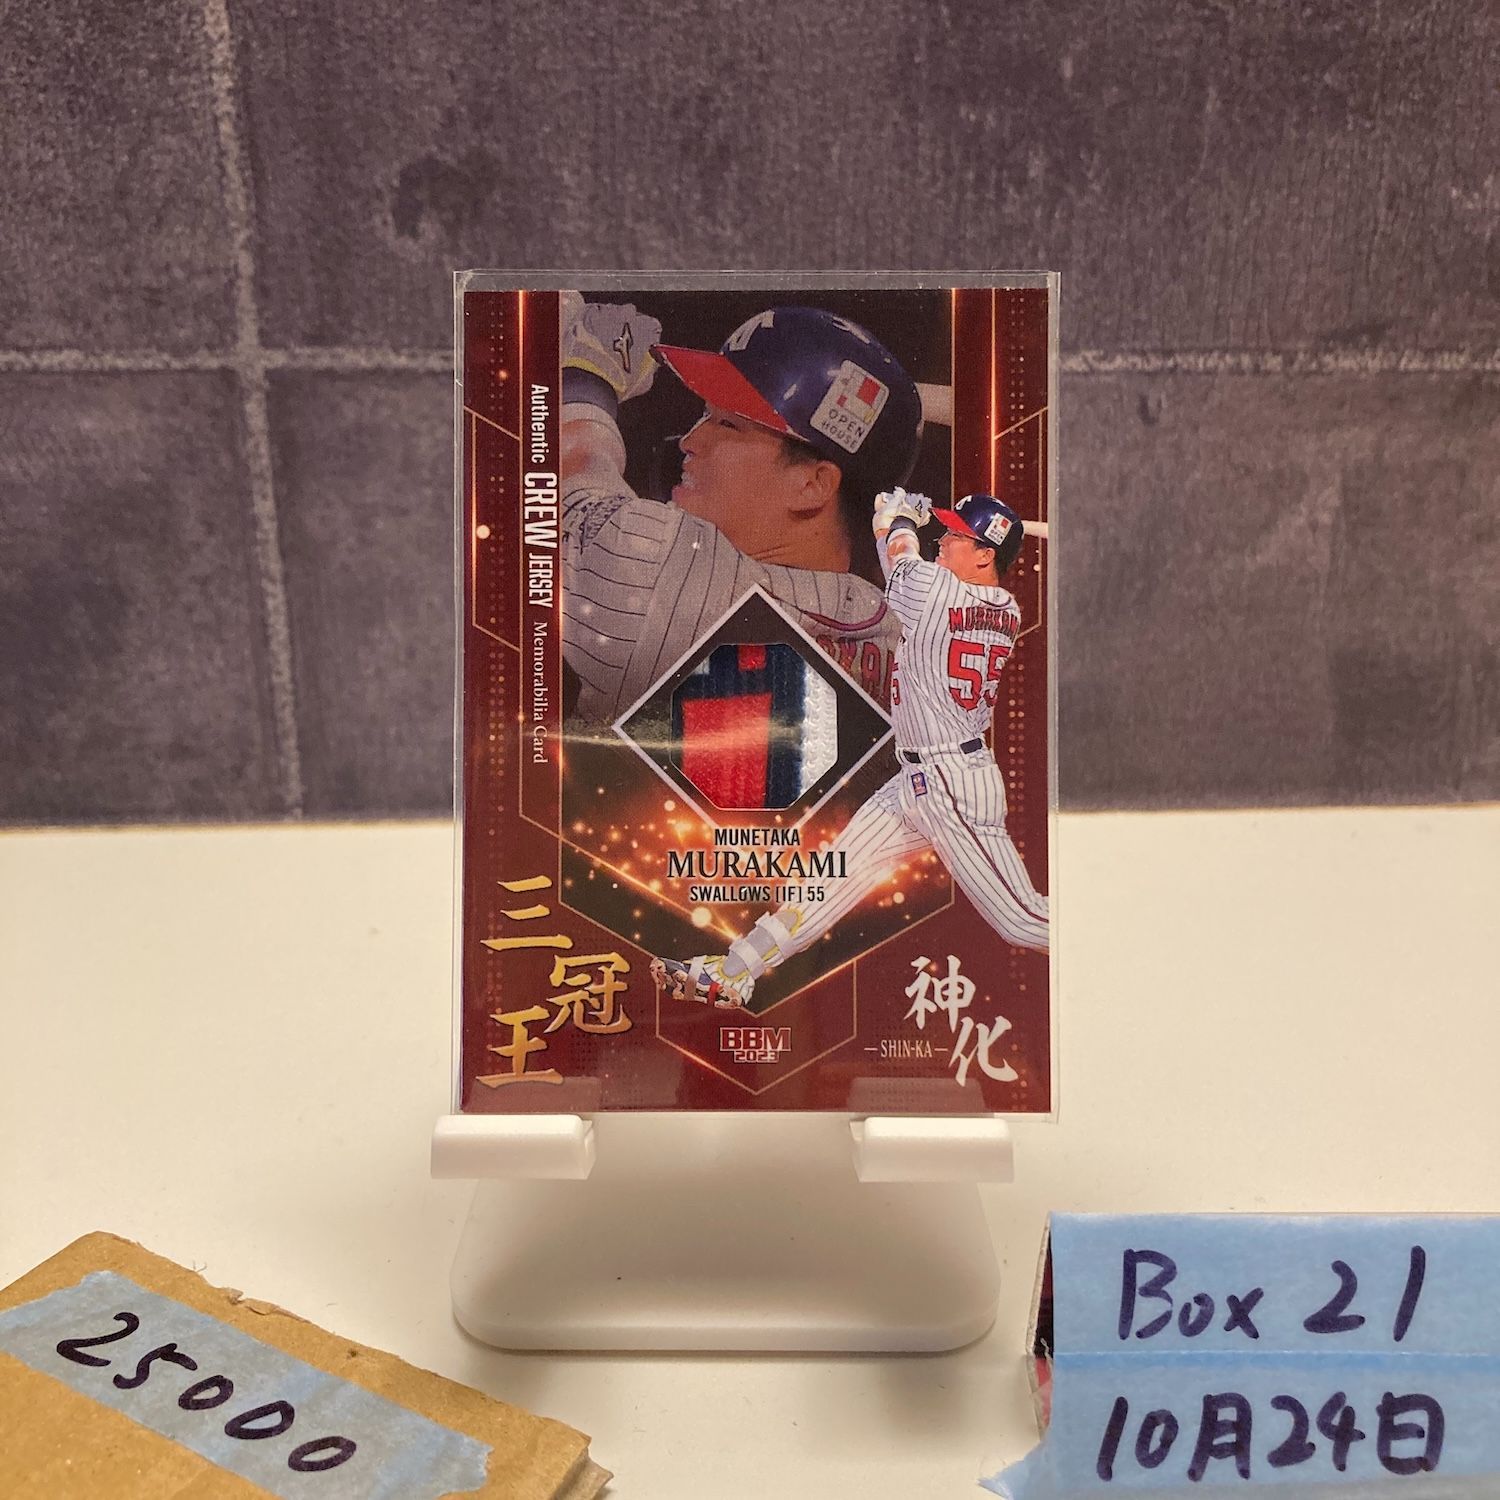 OPEN
HOUSE
Authentic CREW JERSEY Memorabilia Card
MURAKAMI
55
MUNETAKA
MURAKAMI
SWALLOWS [IF] 55
三冠王
神化
-SHIN-KA-
BBM
2023
25000
Box 21
10月24日